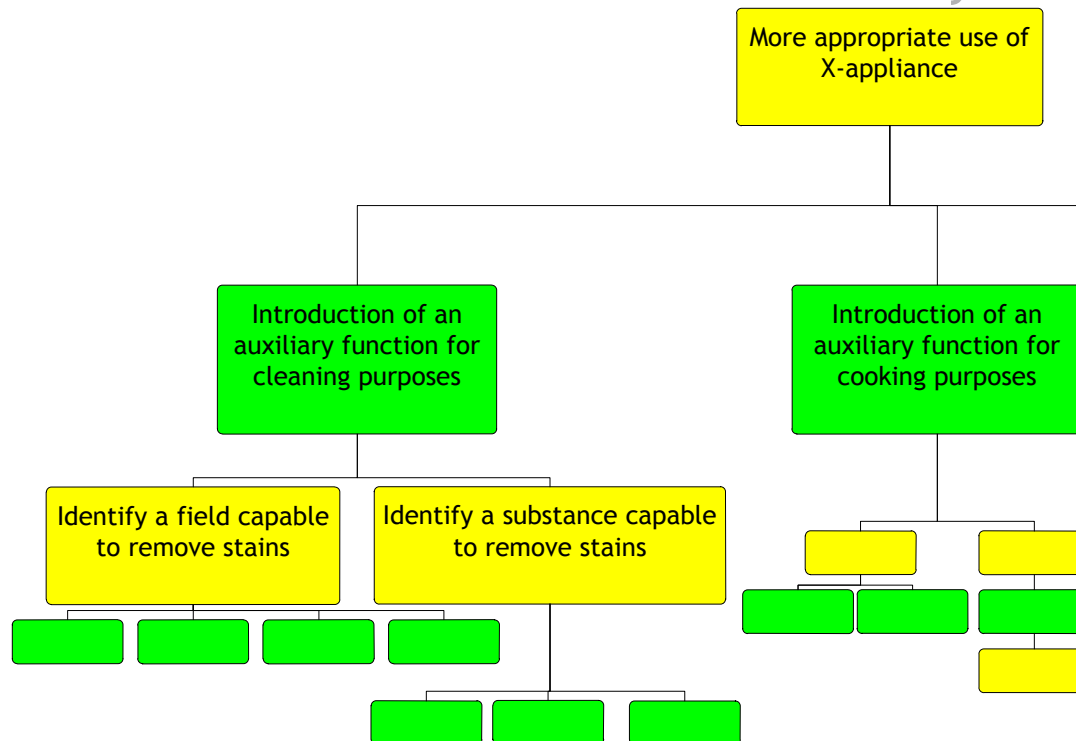 More appropriate use of
X-appliance
Introduction of an
auxiliary function for
cleaning purposes
Introduction of an
auxiliary function for
cooking purposes
Identify a field capable
to remove stains
Identify a substance capable
to remove stains